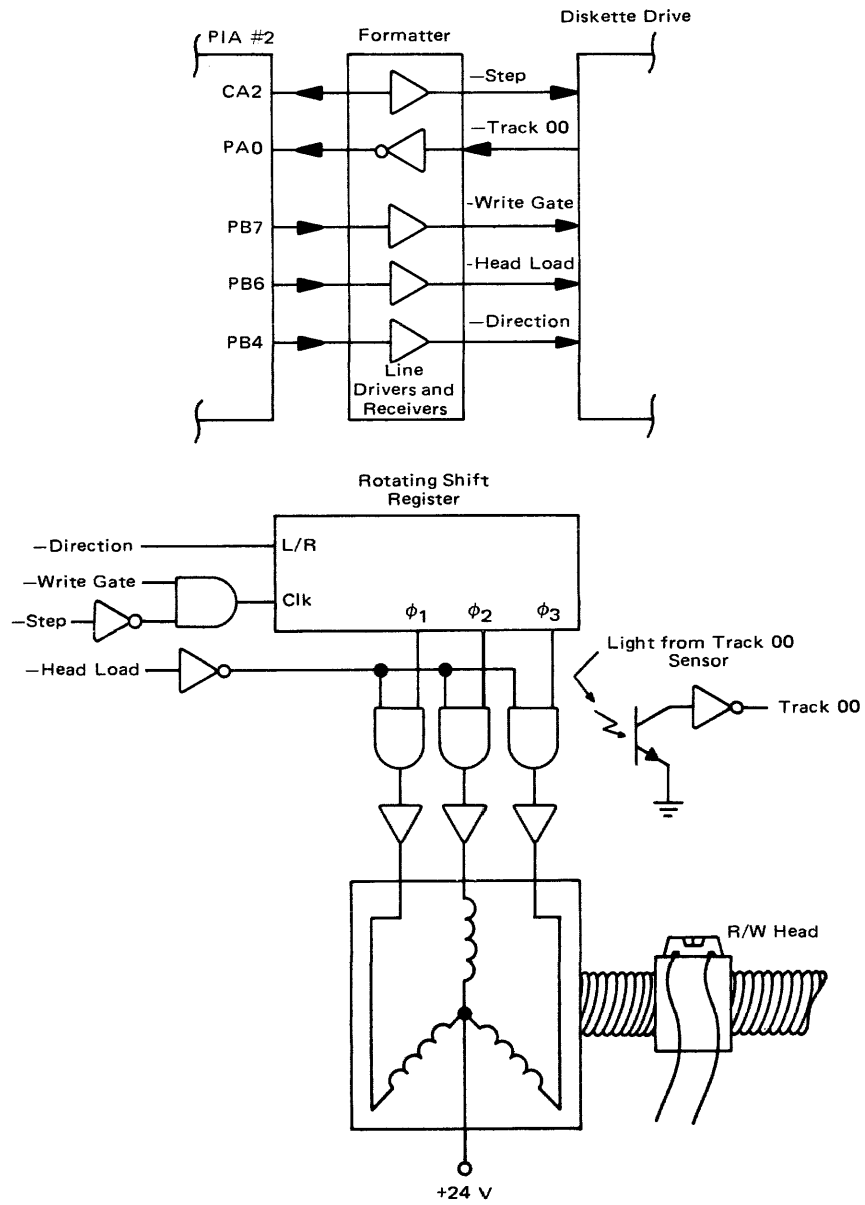 PIA #2
Formatter
Diskette Drive
CA2
—Step
PA0
—Track 00
PB7
-Write Gate
PB6
-Head Load
PB4
—Direction
Line
Drivers and
Receivers
Rotating Shift
Register
—Direction
L/R
—Write Gate
Clk
—Step
ϕ1
ϕ2
ϕ3
—Head Load
Light from Track 00
Sensor
Track 00
R/W Head
+24 V